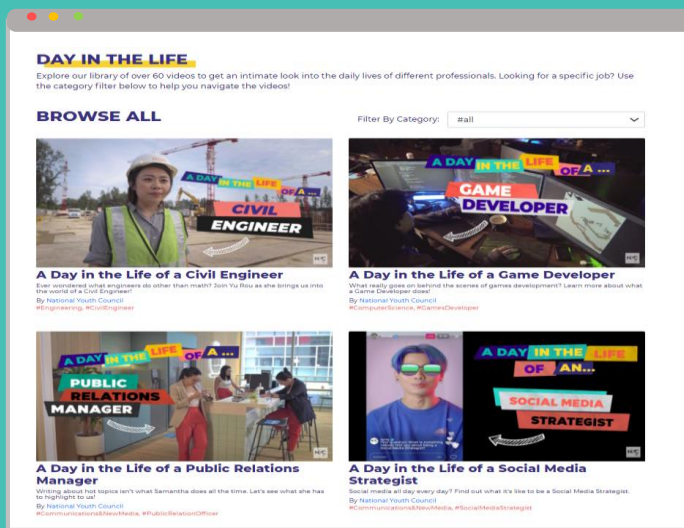 DAY IN THE LIFE
Explore our library of over 60 videos to get an intimate look into the daily lives of different professionals. Looking for a specific job? Use
the category filter below to help you navigate the videos!
BROWSE ALL
Filter By Category:
#all
A DAY IN THE LIFE OF A ...
CIVIL
ENGINEER
NYC
A Day in the Life of a Civil Engineer
Ever wondered what engineers do other than math? Join Yu Rou as she brings us into
the world of a Civil Engineer!
By National Youth Council
#Engineering, #CivilEngineer
A DAY IN THE LIFE OF A ...
GAME
DEVELOPER
NYC
A Day in the Life of a Game Developer
What really goes on behind the scenes of games development? Learn more about what
a Game Developer does!
By National Youth Council
#ComputerScience, #GamesDeveloper
A DAY IN THE LIFE OF A ...
PUBLIC
RELATIONS
MANAGER
NYC
A Day in the Life of a Public Relations
Manager
Writing about hot topics isn't what Samantha does all the time. Let's see what she has
to highlight to us!
By National Youth Council
#Communications&NewMedia, #PublicRelationOfficer
A DAY IN THE LIFE
OF AN...
SOCIAL MEDIA
STRATEGIST
NYC
A Day in the Life of a Social Media
Strategist
Social media all day every day? Find out what it's like to be a Social Media Strategist.
By National Youth Council
#Communications&NewMedia, #SocialMediaStrategist